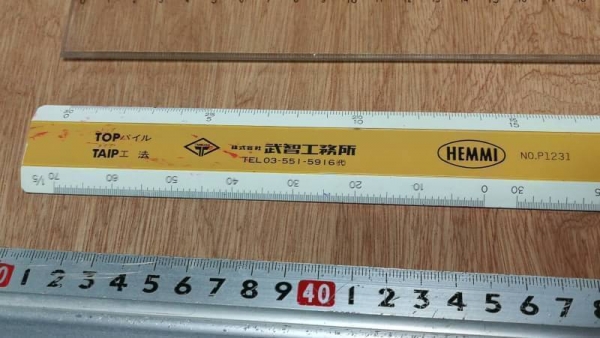 TOPパイル
TAIP工法
株式会社 武智工務所
TEL 03-551-5916代
HEMMI
NO.P1231
1/5 70 60 50 40 10 0 30
0 1 2 3 4 5 6 7 8 9 40 1 2 3 4 5 6 7 8